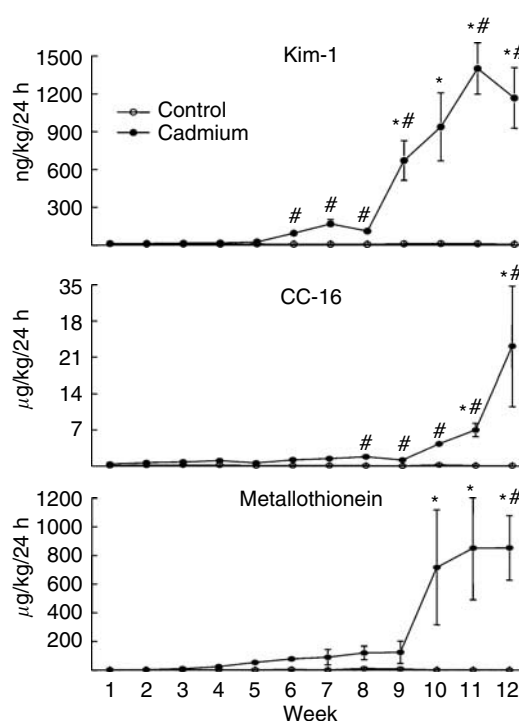 * #
* #
*
* #
# # #
Kim-1
Control
Cadmium
ng/kg/24 h
1500
1200
900
600
300
* #
* #
# # #
CC-16
µg/kg/24 h
35
18
21
14
7
* * * #
Metallothionein
µg/kg/24 h
1200
1000
800
600
400
200
1 2 3 4 5 6 7 8 9 10 11 12
Week